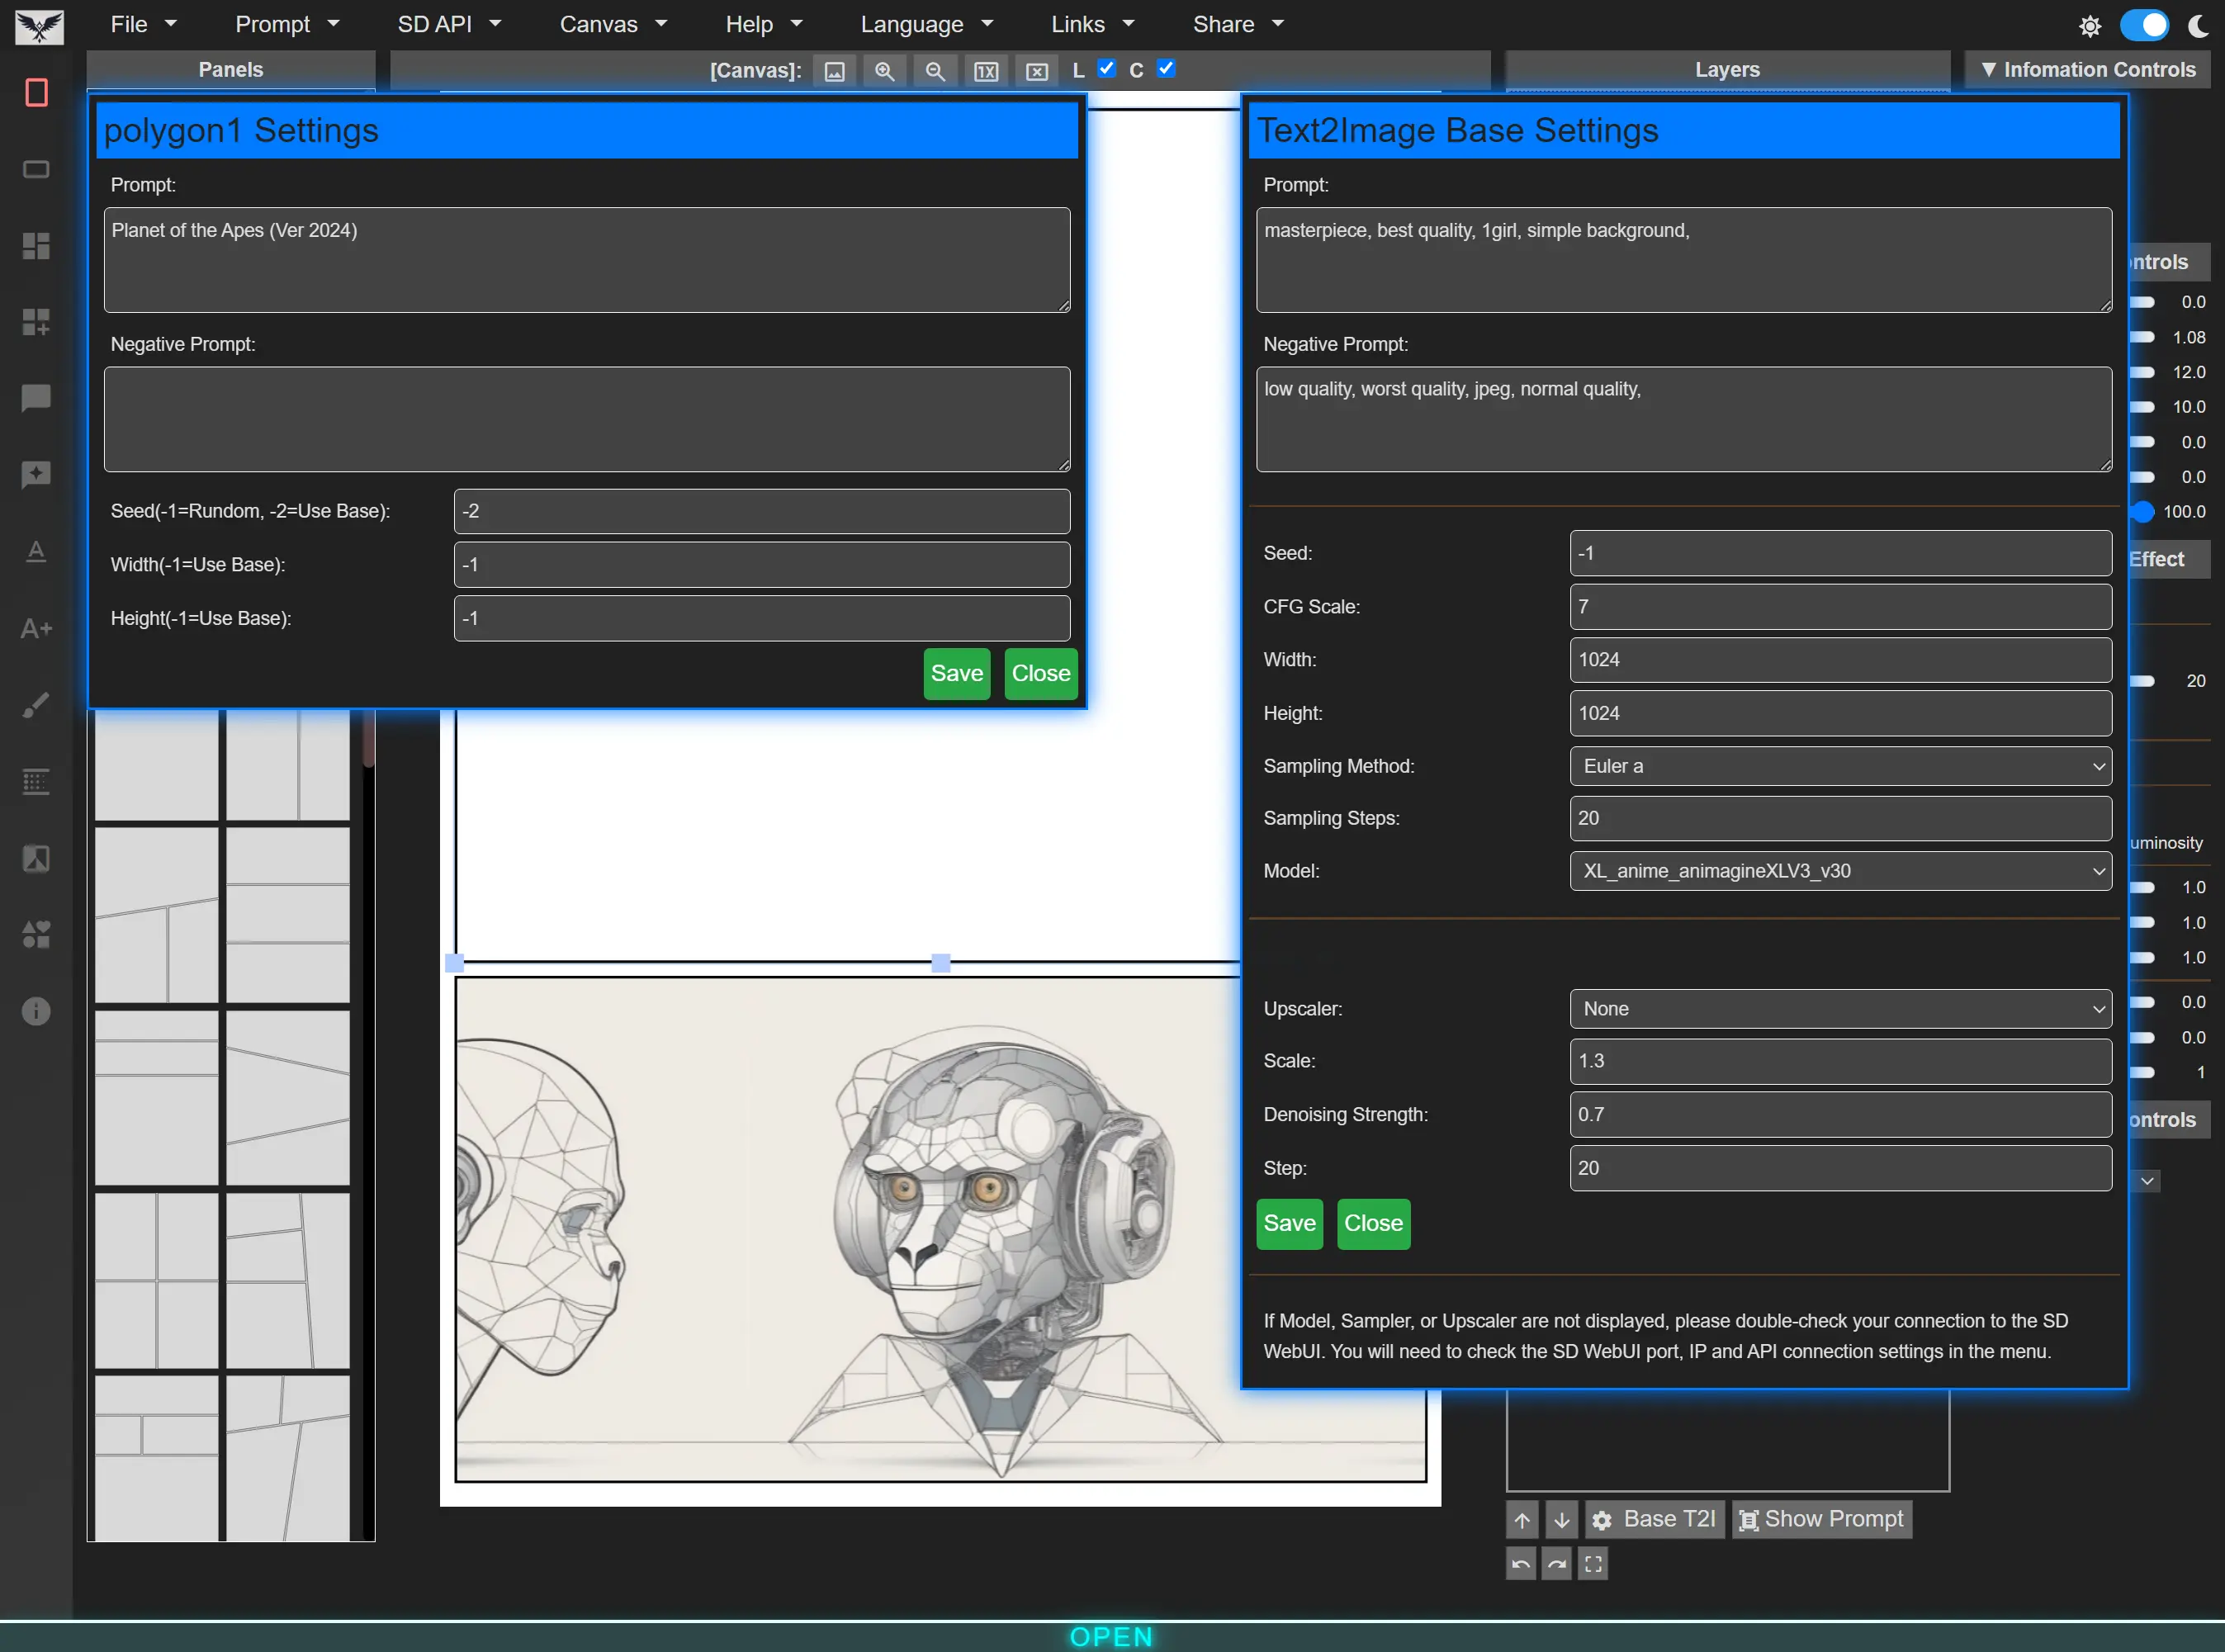 File Prompt SD API Canvas Help Language Links Share
Panels
[Canvas]: 1X L C
Layers
▼ Infomation Controls
polygon1 Settings
Prompt:
Planet of the Apes (Ver 2024)
Negative Prompt:
Seed(-1=Rundom, -2=Use Base): -2
Width(-1=Use Base): -1
Height(-1=Use Base): -1
Save Close
Text2Image Base Settings
Prompt:
masterpiece, best quality, 1girl, simple background,
Negative Prompt:
low quality, worst quality, jpeg, normal quality,
Seed: -1
CFG Scale: 7
Width: 1024
Height: 1024
Sampling Method: Euler a
Sampling Steps: 20
Model: XL_anime_animagineXLV3_v30
Upscaler: None
Scale: 1.3
Denoising Strength: 0.7
Step: 20
Save Close
If Model, Sampler, or Upscaler are not displayed, please double-check your connection to the SD
WebUI. You will need to check the SD WebUI port, IP and API connection settings in the menu.
ntrols
0.0
1.08
12.0
10.0
0.0
0.0
100.0
Effect
20
uminosity
1.0
1.0
1.0
0.0
0.0
1
ontrols
A
A+
Base T2I Show Prompt
OPEN